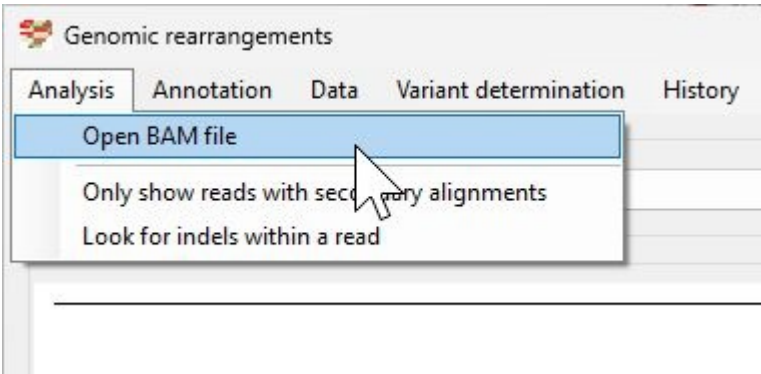 Genomic rearrangements
Analysis Annotation Data Variant determination History
Open BAM file
Only show reads with secondary alignments
Look for indels within a read